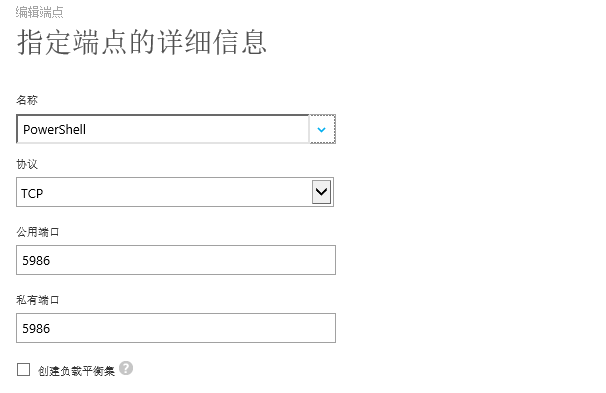 编辑端点
指定端点的详细信息
名称
PowerShell
协议
TCP
公用端口
5986
私有端口
5986
创建负载平衡集 ?